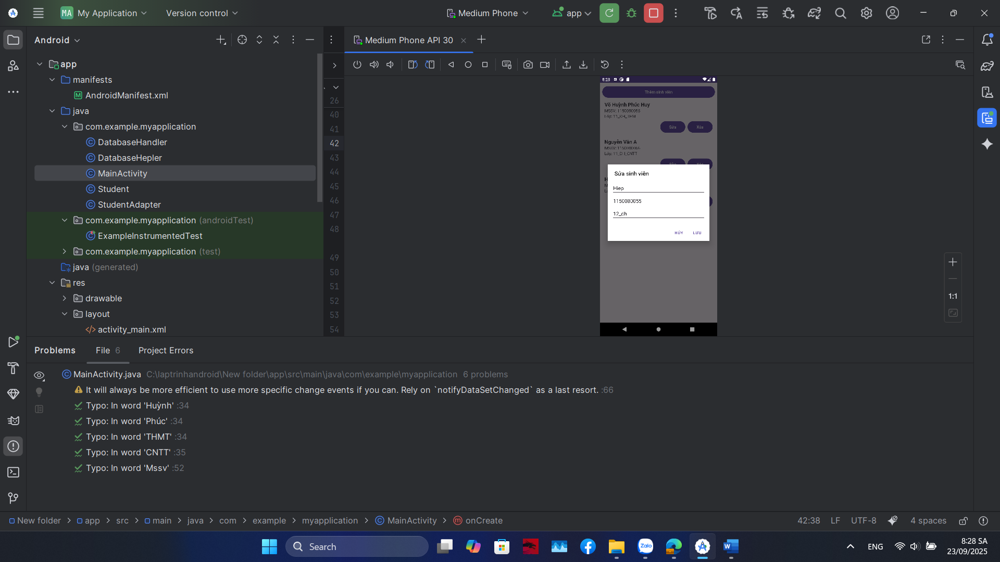 MA My Application
Version control
Medium Phone
app
Android
Medium Phone API 30
app
manifests
AndroidManifest.xml
java
com.example.myapplication
DatabaseHandler
DatabaseHepler
MainActivity
Student
StudentAdapter
com.example.myapplication (androidTest)
ExampleInstrumentedTest
com.example.myapplication (test)
java (generated)
res
drawable
layout
activity_main.xml
26
40
41
42
43
44
45
46
47
48
49
50
51
52
53
54
8:28
Thêm sinh viên
Võ Huỳnh Phúc Huy
MSSV: 1150080055
Lớp: 11_ĐH_THM
Sửa
Xóa
Nguyễn Văn A
MSSV: 1150080066
Lớp: 11_ĐH_CNTT
Sửa sinh viên
Hiep
1150080055
12_dh
HỦY
LƯU
1:1
Problems
File 6
Project Errors
MainActivity.java C:\laptrinhandroid\New folder\app\src\main\java\com\example\myapplication 6 problems
It will always be more efficient to use more specific change events if you can. Rely on `notifyDataSetChanged` as a last resort. :66
Typo: In word 'Huỳnh' :34
Typo: In word 'Phúc' :34
Typo: In word 'THMT' :34
Typo: In word 'CNTT' :35
Typo: In word 'Mssv' :52
New folder > app > src > main > java > com > example > myapplication > MainActivity > onCreate
42:38
LF
UTF-8
4 spaces
Search
Zalo
ENG
8:28 SA
23/09/2025